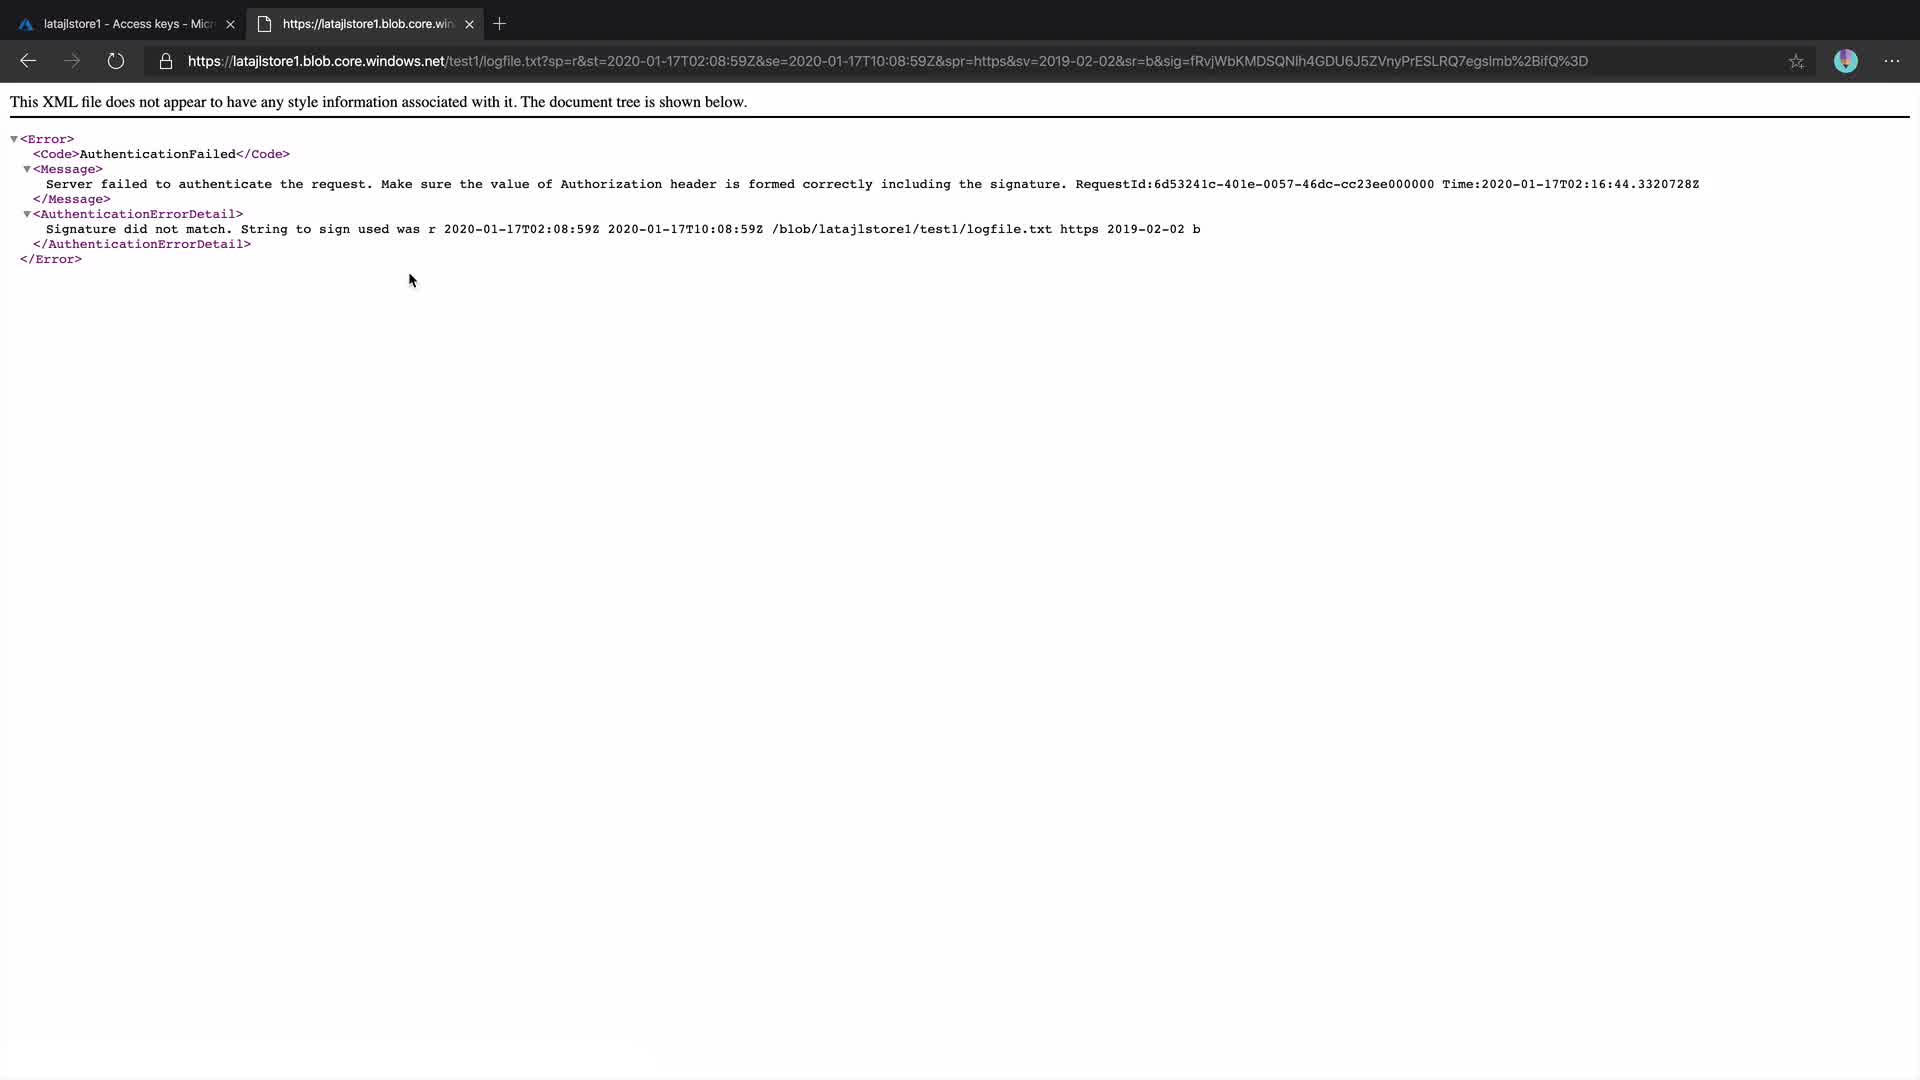 latajlstore1 - Access keys - Micr
https://latajlstore1.blob.core.win
https://latajlstore1.blob.core.windows.net/test1/logfile.txt?sp=r&st=2020-01-17T02:08:59Z&se=2020-01-17T10:08:59Z&spr=https&sv=2019-02-02&sr=b&sig=fRvjWbKMDSQNlh4GDU6J5ZVnyPrESLRQ7egslmb%2BifQ%3D
This XML file does not appear to have any style information associated with it. The document tree is shown below.
<Error>
<Code>AuthenticationFailed</Code>
<Message>
Server failed to authenticate the request. Make sure the value of Authorization header is formed correctly including the signature. RequestId:6d53241c-401e-0057-46dc-cc23ee000000 Time:2020-01-17T02:16:44.3320728Z
</Message>
<AuthenticationErrorDetail>
Signature did not match. String to sign used was r 2020-01-17T02:08:59Z 2020-01-17T10:08:59Z /blob/latajlstore1/test1/logfile.txt https 2019-02-02 b
</AuthenticationErrorDetail>
</Error>